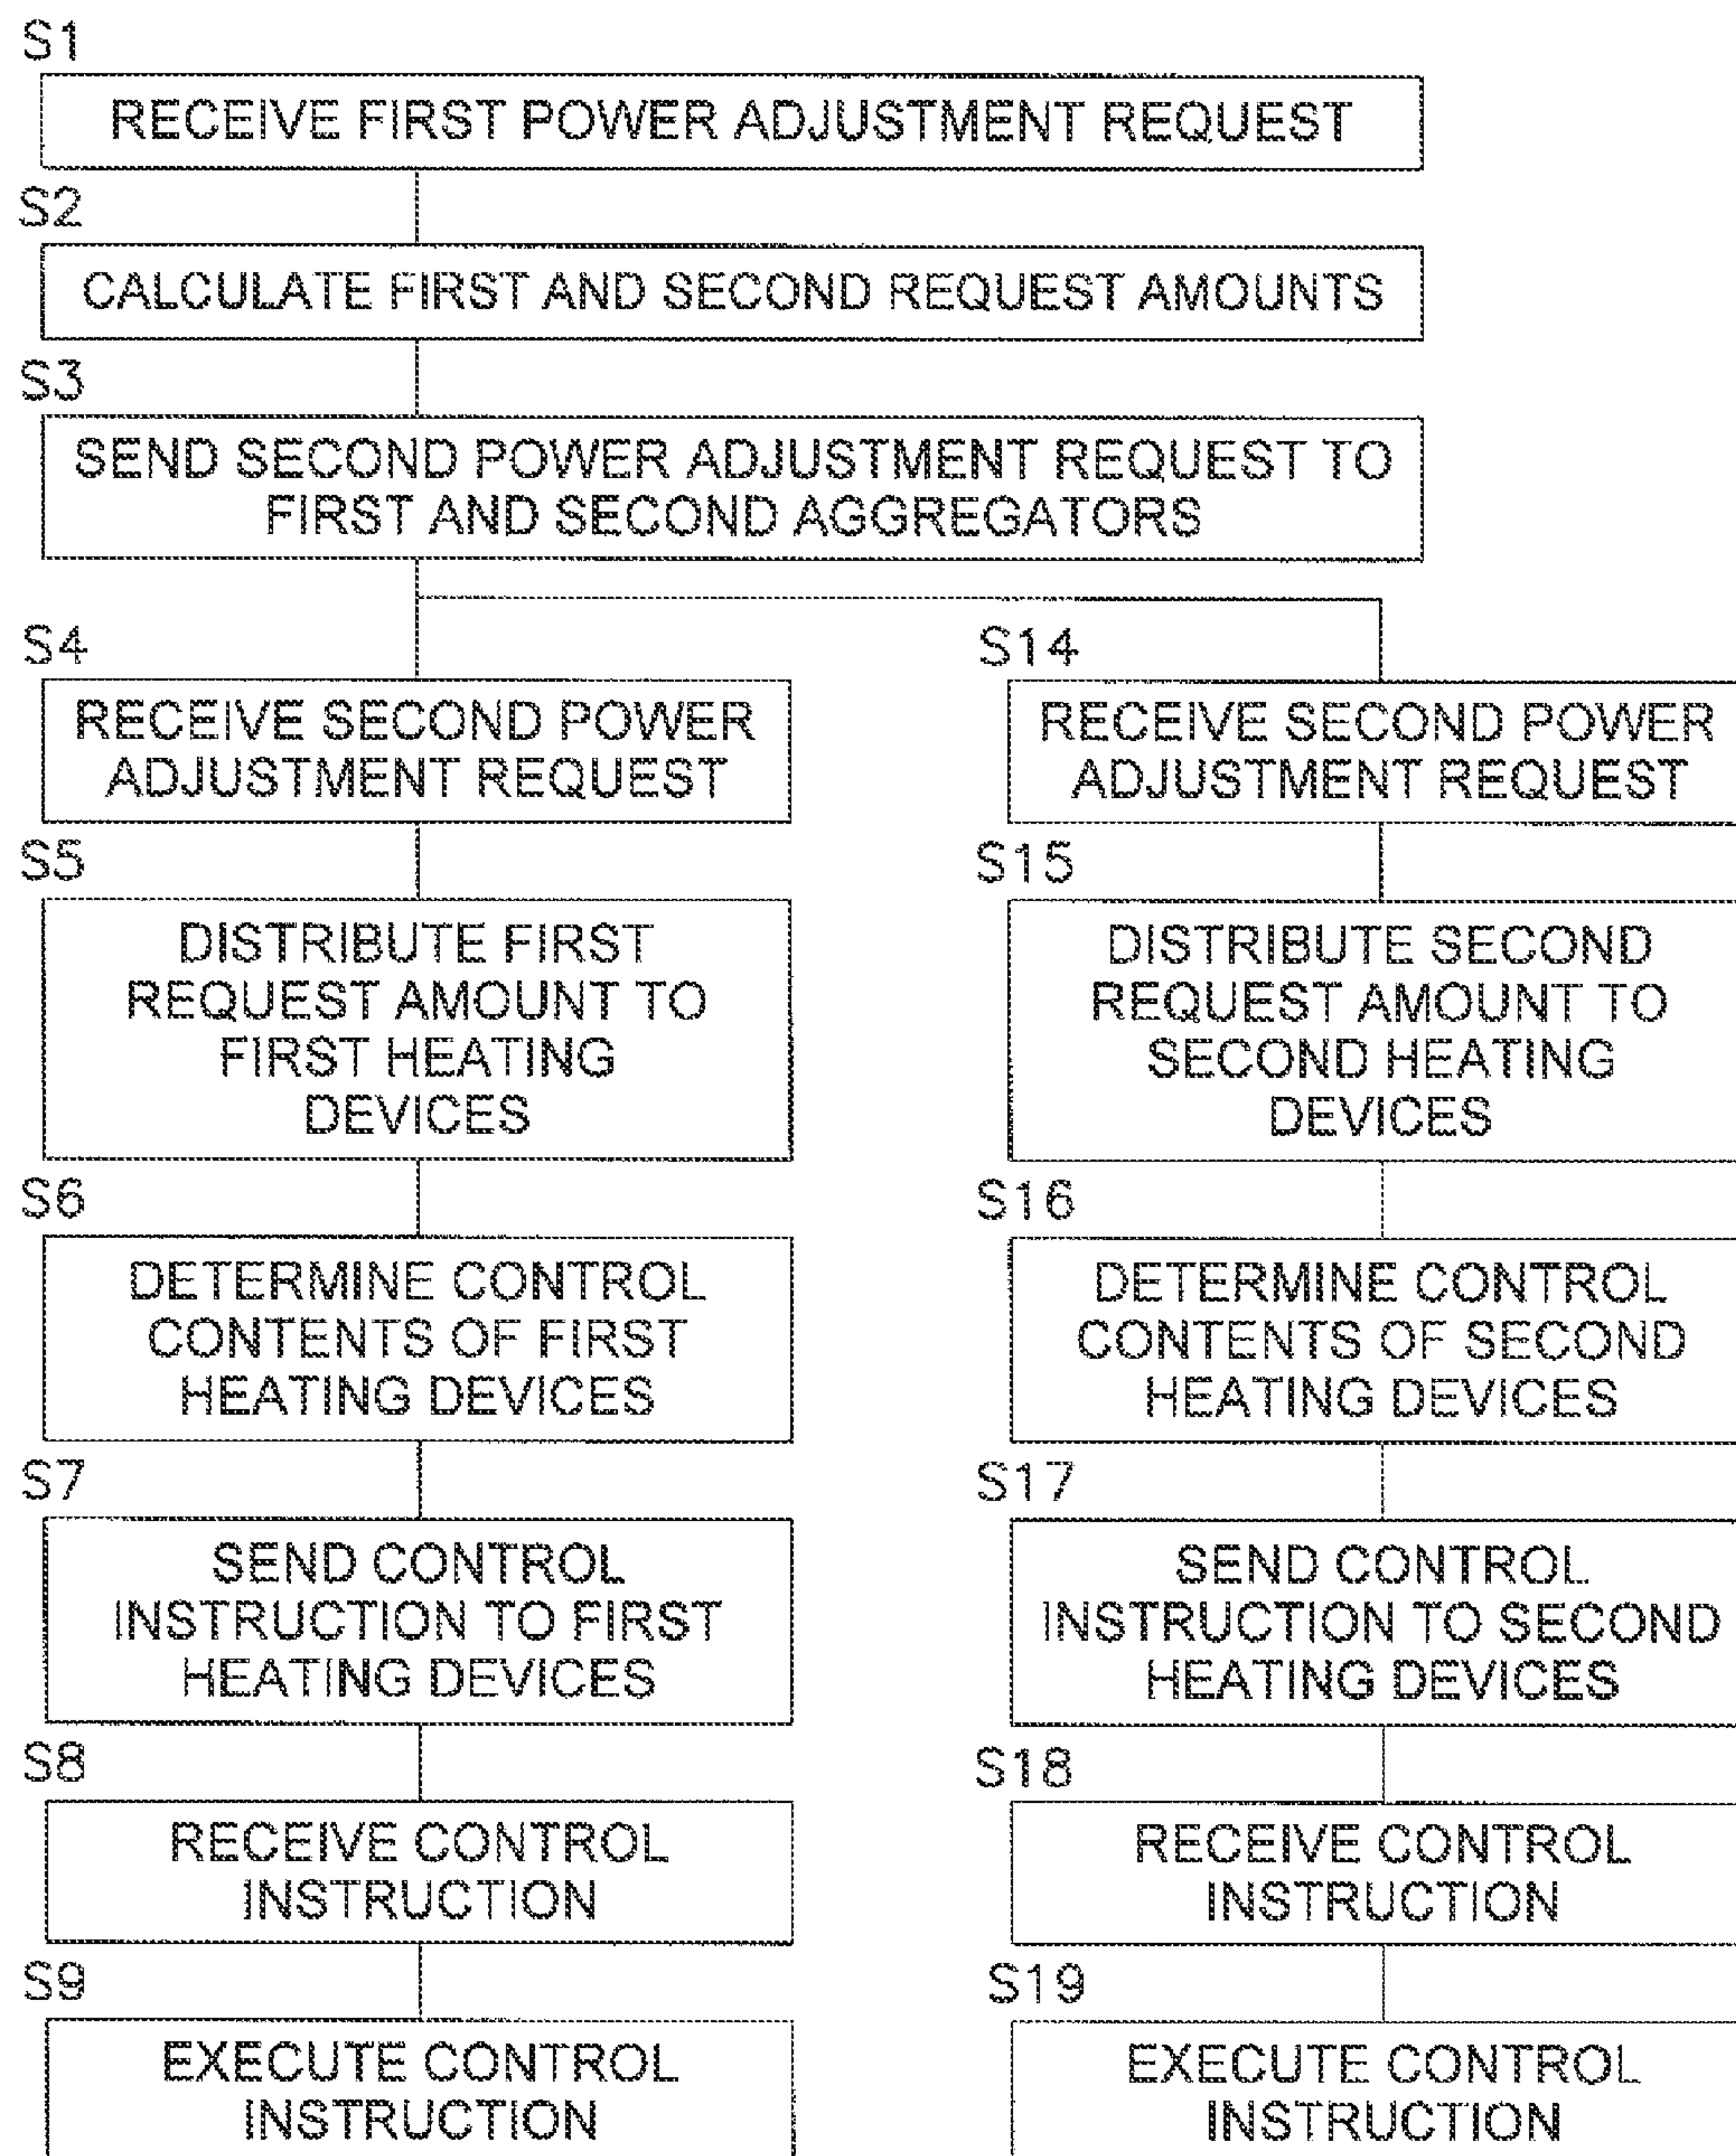 S1
RECEIVE FIRST POWER ADJUSTMENT REQUEST
S2
CALCULATE FIRST AND SECOND REQUEST AMOUNTS
S3
SEND SECOND POWER ADJUSTMENT REQUEST TO
FIRST AND SECOND AGGREGATORS
S4
RECEIVE SECOND POWER
ADJUSTMENT REQUEST
S5
DISTRIBUTE FIRST
REQUEST AMOUNT TO
FIRST HEATING
DEVICES
S6
DETERMINE CONTROL
CONTENTS OF FIRST
HEATING DEVICES
S7
SEND CONTROL
INSTRUCTION TO FIRST
HEATING DEVICES
S8
RECEIVE CONTROL
INSTRUCTION
S9
EXECUTE CONTROL
INSTRUCTION
S14
RECEIVE SECOND POWER
ADJUSTMENT REQUEST
S15
DISTRIBUTE SECOND
REQUEST AMOUNT TO
SECOND HEATING
DEVICES
S16
DETERMINE CONTROL
CONTENTS OF SECOND
HEATING DEVICES
S17
SEND CONTROL
INSTRUCTION TO SECOND
HEATING DEVICES
S18
RECEIVE CONTROL
INSTRUCTION
S19
EXECUTE CONTROL
INSTRUCTION